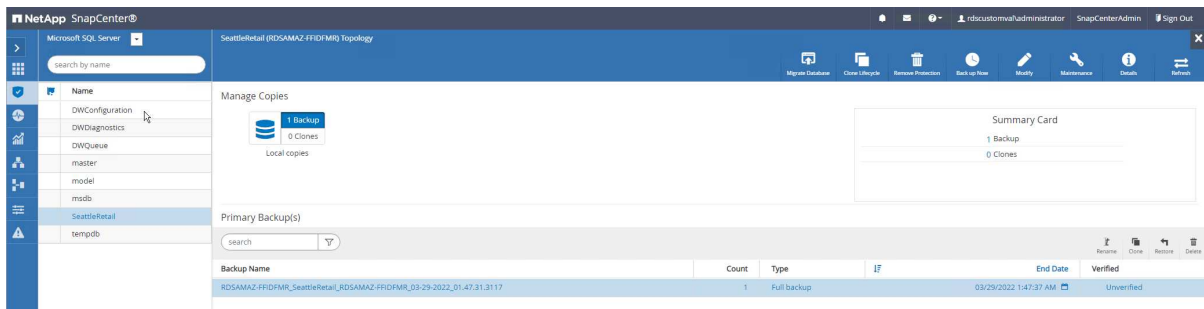 NetApp SnapCenter®
rdscustomval\administrator SnapCenterAdmin Sign Out
Microsoft SQL Server
SeattleRetail (RDSAMAZ-FFIDFMR) Topology
search by name
Migrate Database Clone Lifecycle Remove Protection Back up Now Modify Maintenance Details Refresh
Name
DWConfiguration
DWDiagnostics
DWQueue
master
model
msdb
SeattleRetail
tempdb
Manage Copies
1 Backup
0 Clones
Local copies
Summary Card
1 Backup
0 Clones
Primary Backup(s)
search
Rename Clone Restore Delete
Backup Name Count Type End Date Verified
RDSAMAZ-FFIDFMR_SeattleRetail_RDSAMAZ-FFIDFMR_03-29-2022_01.47.31.3117 1 Full backup 03/29/2022 1:47:37 AM Unverified